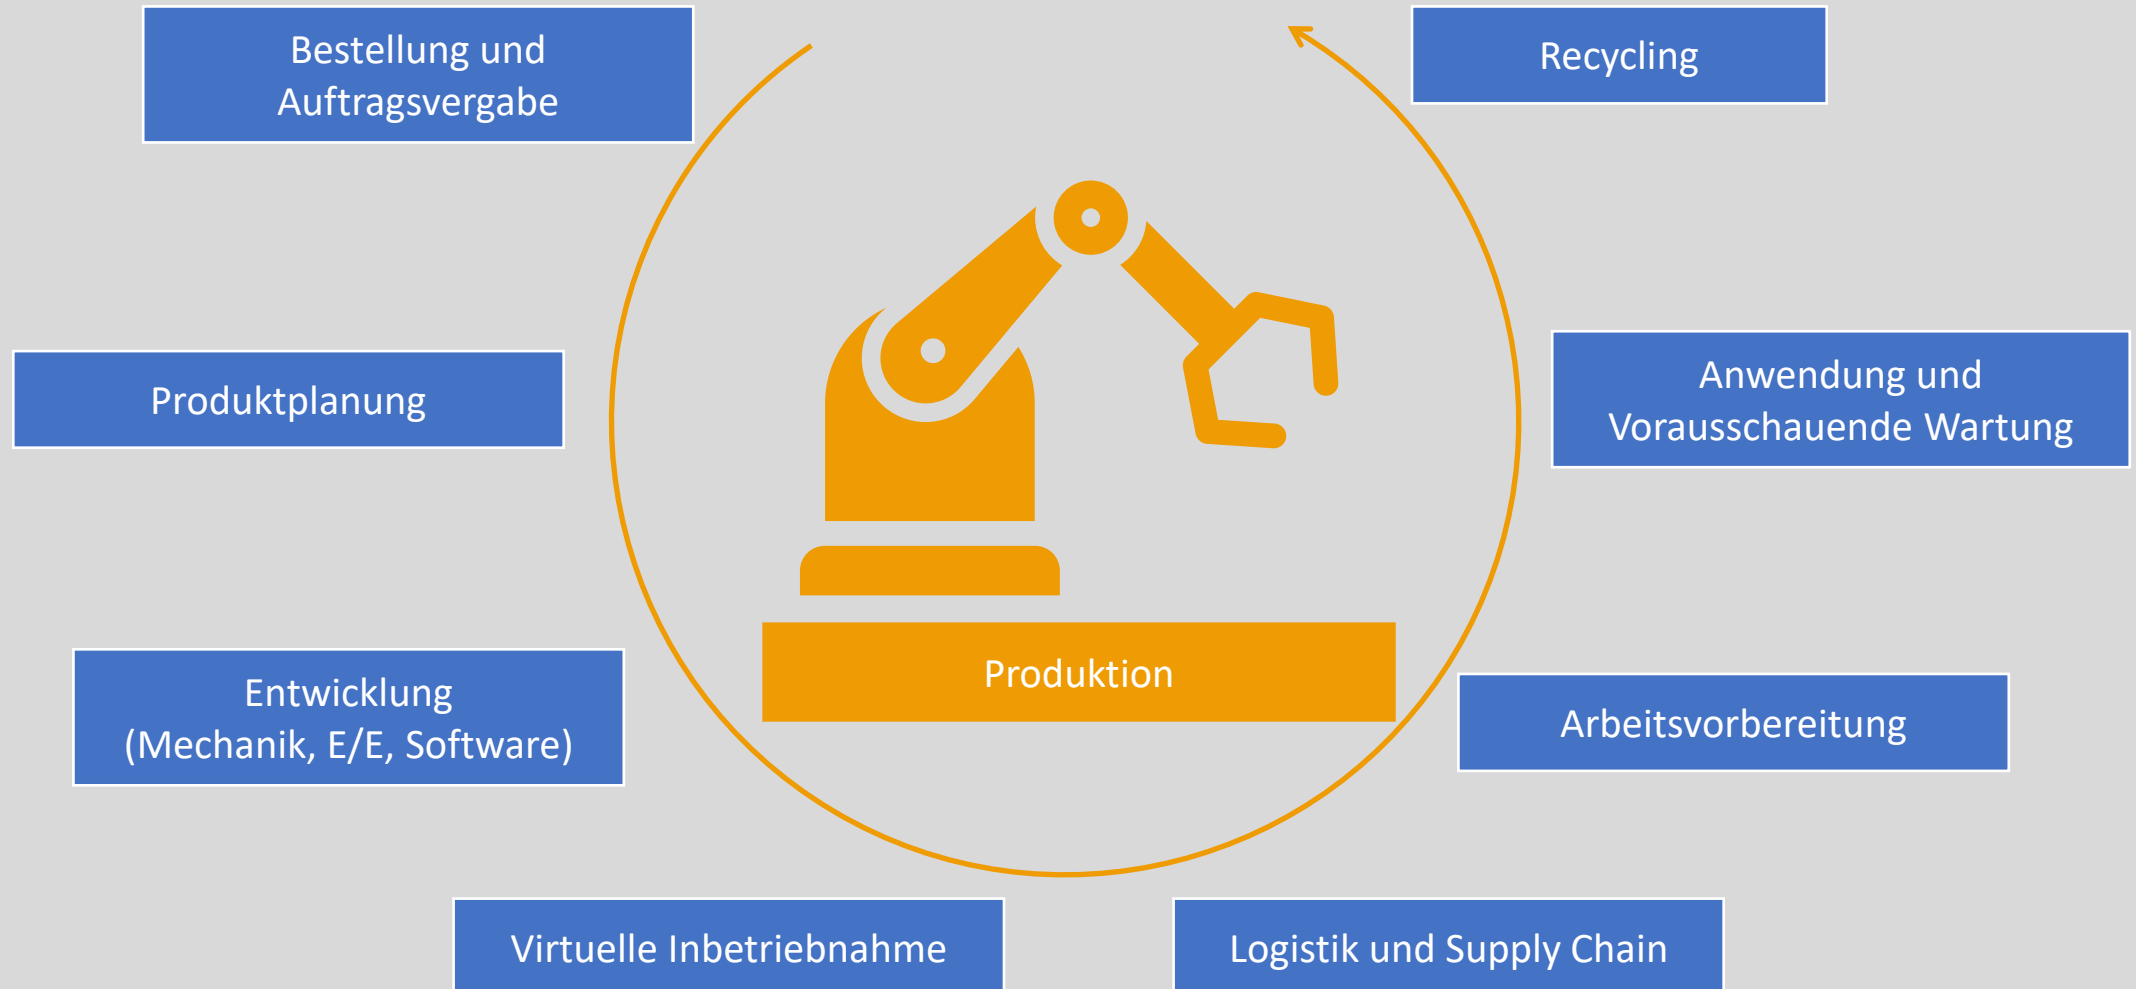 Bestellung und
Auftragsvergabe
Recycling
Produktplanung
Anwendung und
Vorausschauende Wartung
Entwicklung
(Mechanik, E/E, Software)
Produktion
Arbeitsvorbereitung
Virtuelle Inbetriebnahme
Logistik und Supply Chain